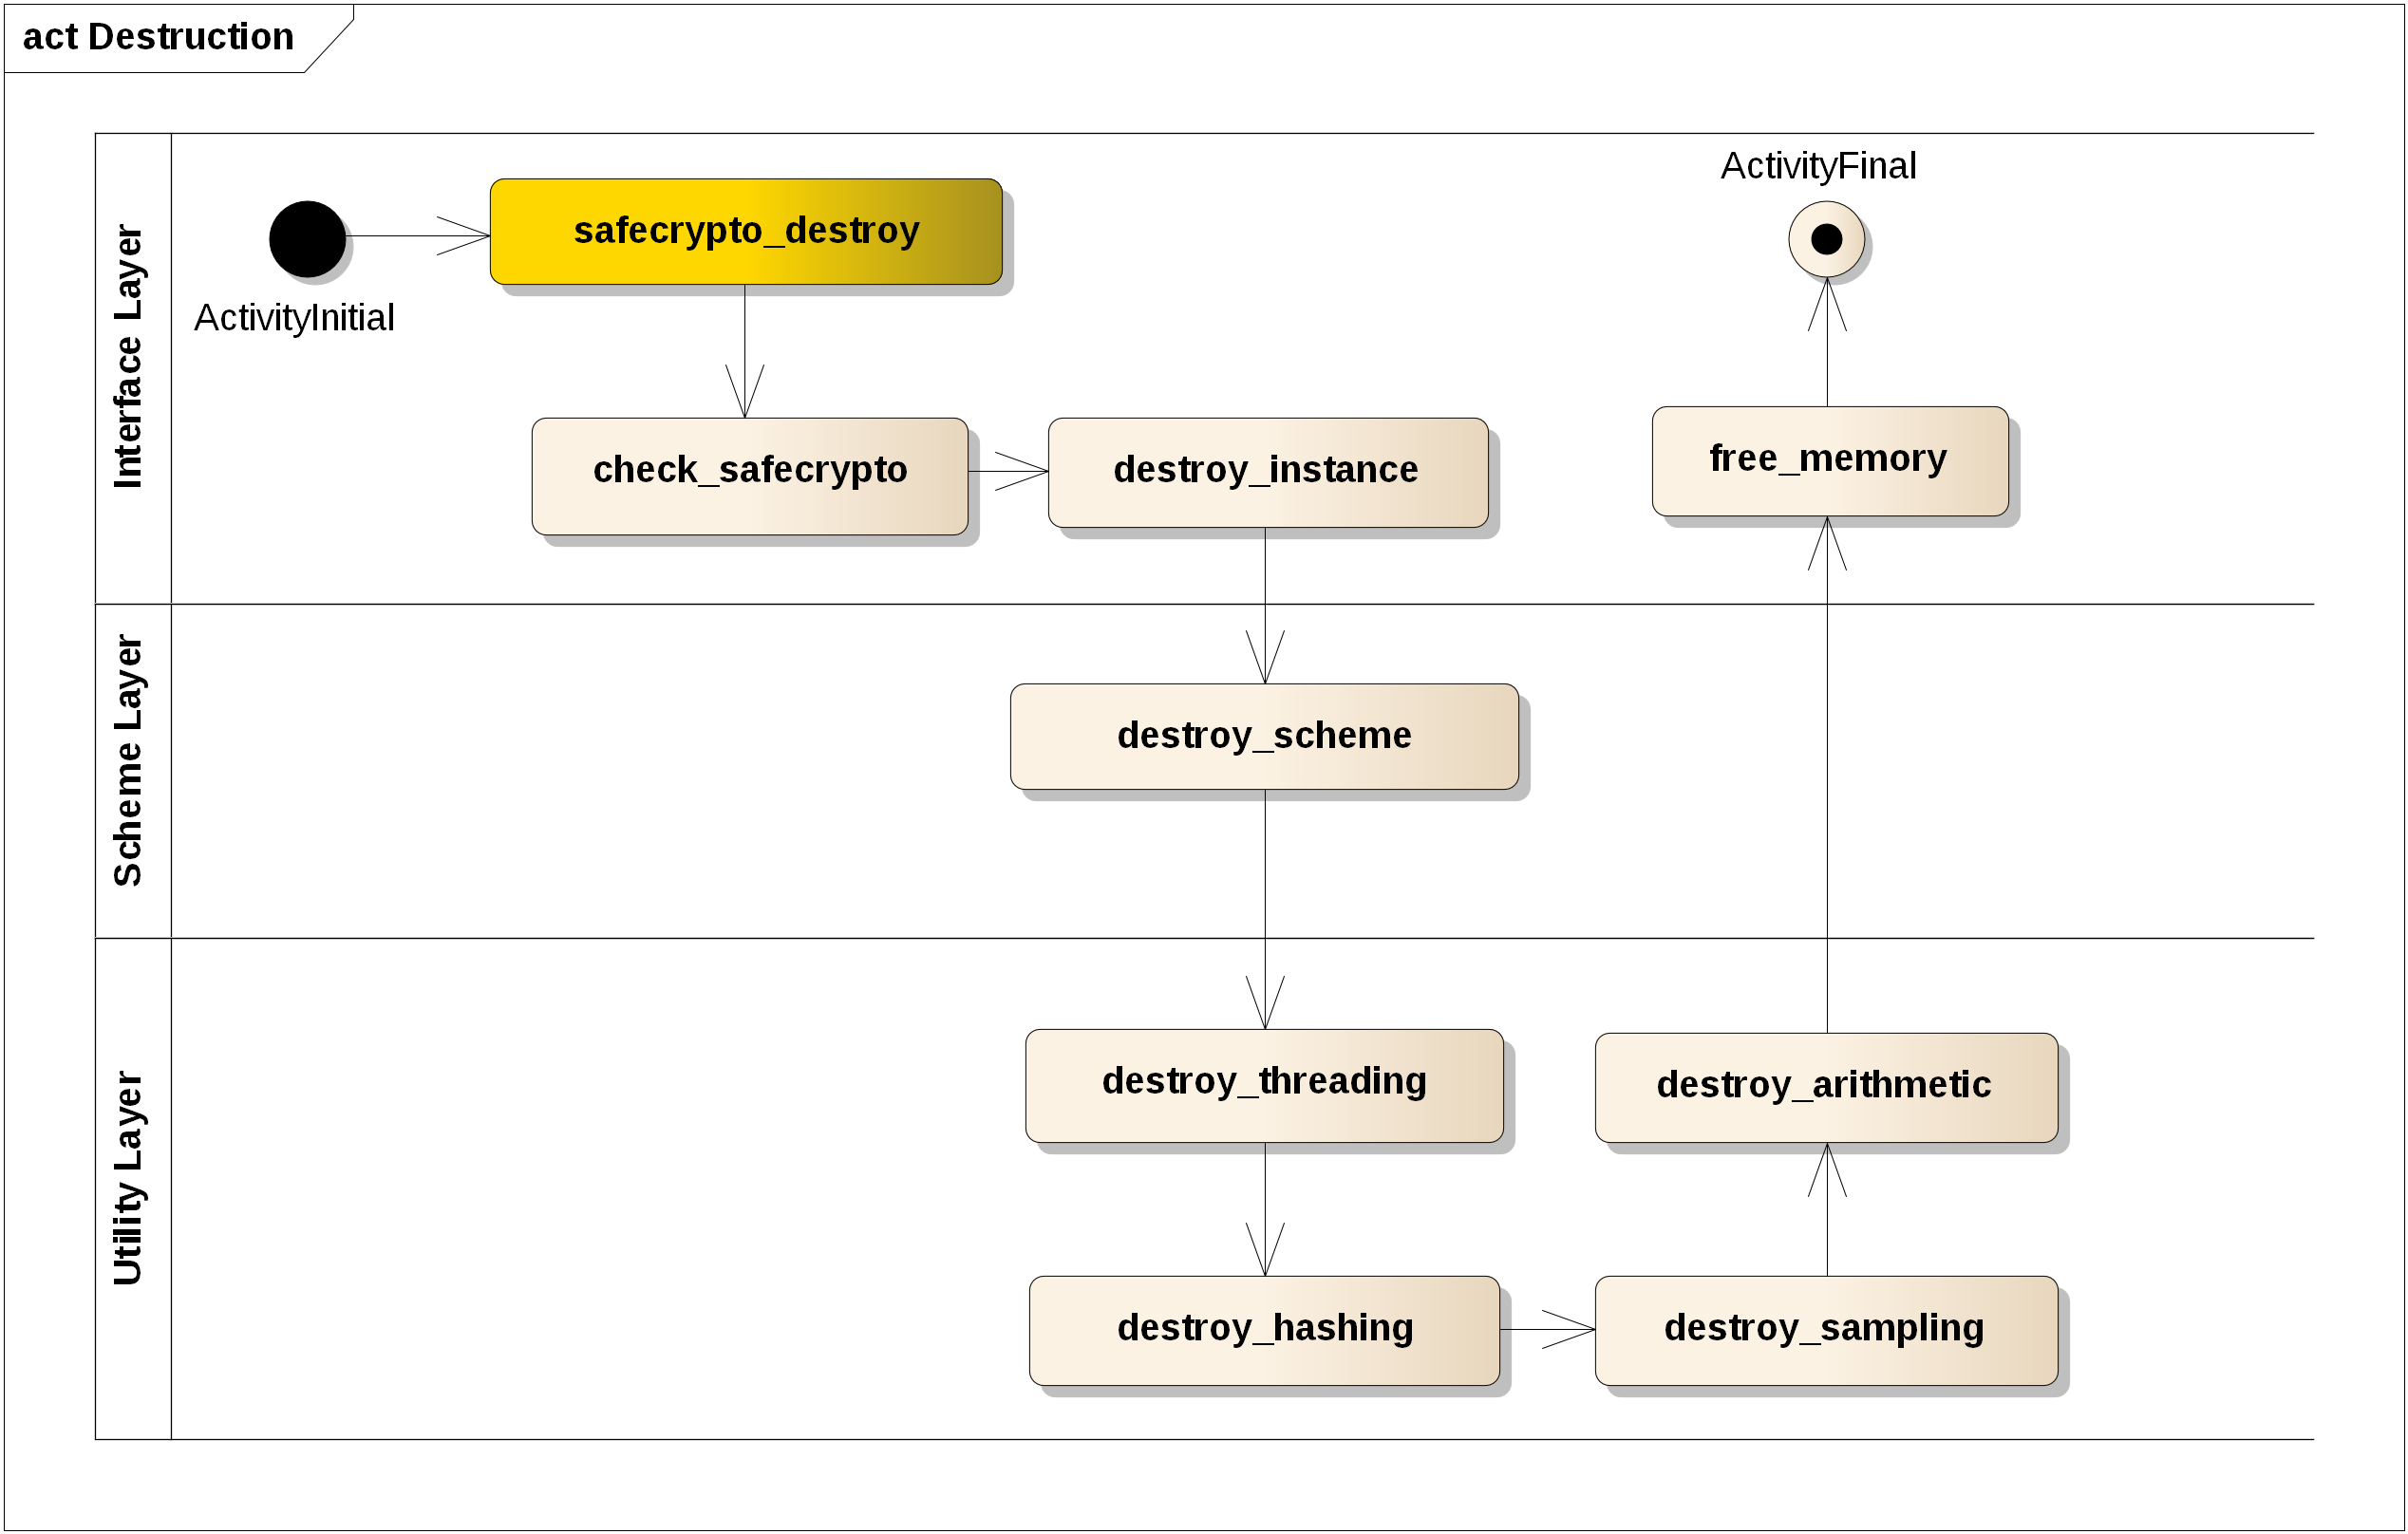 act Destruction
Interface Layer
ActivityInitial
safecrypto_destroy
ActivityFinal
check_safecrypto
destroy_instance
free_memory
Scheme Layer
destroy_scheme
Utility Layer
destroy_threading
destroy_arithmetic
destroy_hashing
destroy_sampling